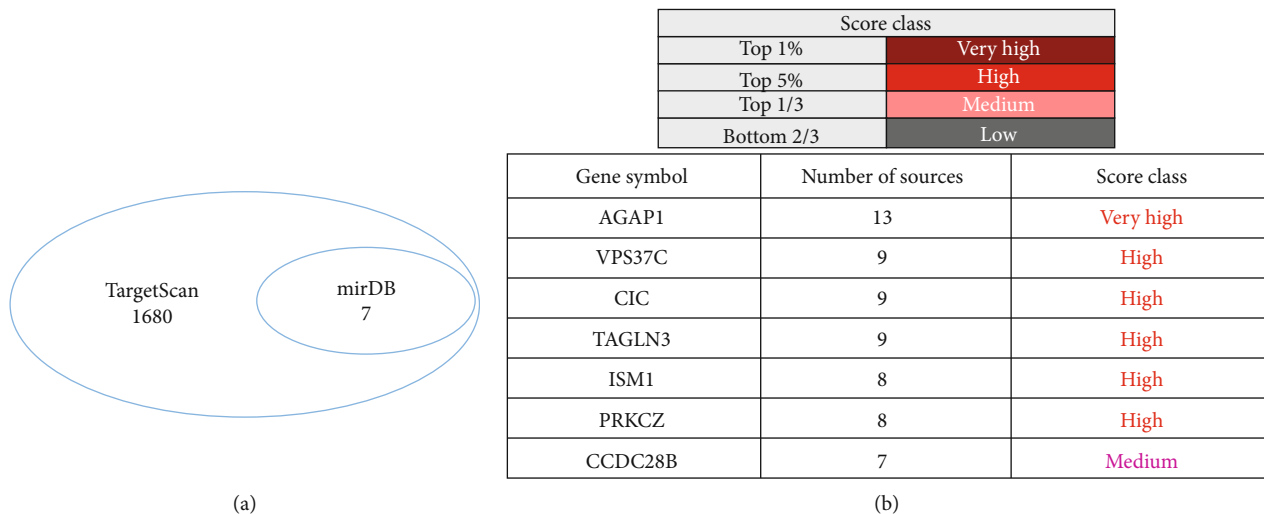 TargetScan
1680
mirDB
7
(a)
Score class
Top 1% Very high
Top 5% High
Top 1/3 Medium
Bottom 2/3 Low
Gene symbol Number of sources Score class
AGAP1 13 Very high
VPS37C 9 High
CIC 9 High
TAGLN3 9 High
ISM1 8 High
PRKCZ 8 High
CCDC28B 7 Medium
(b)